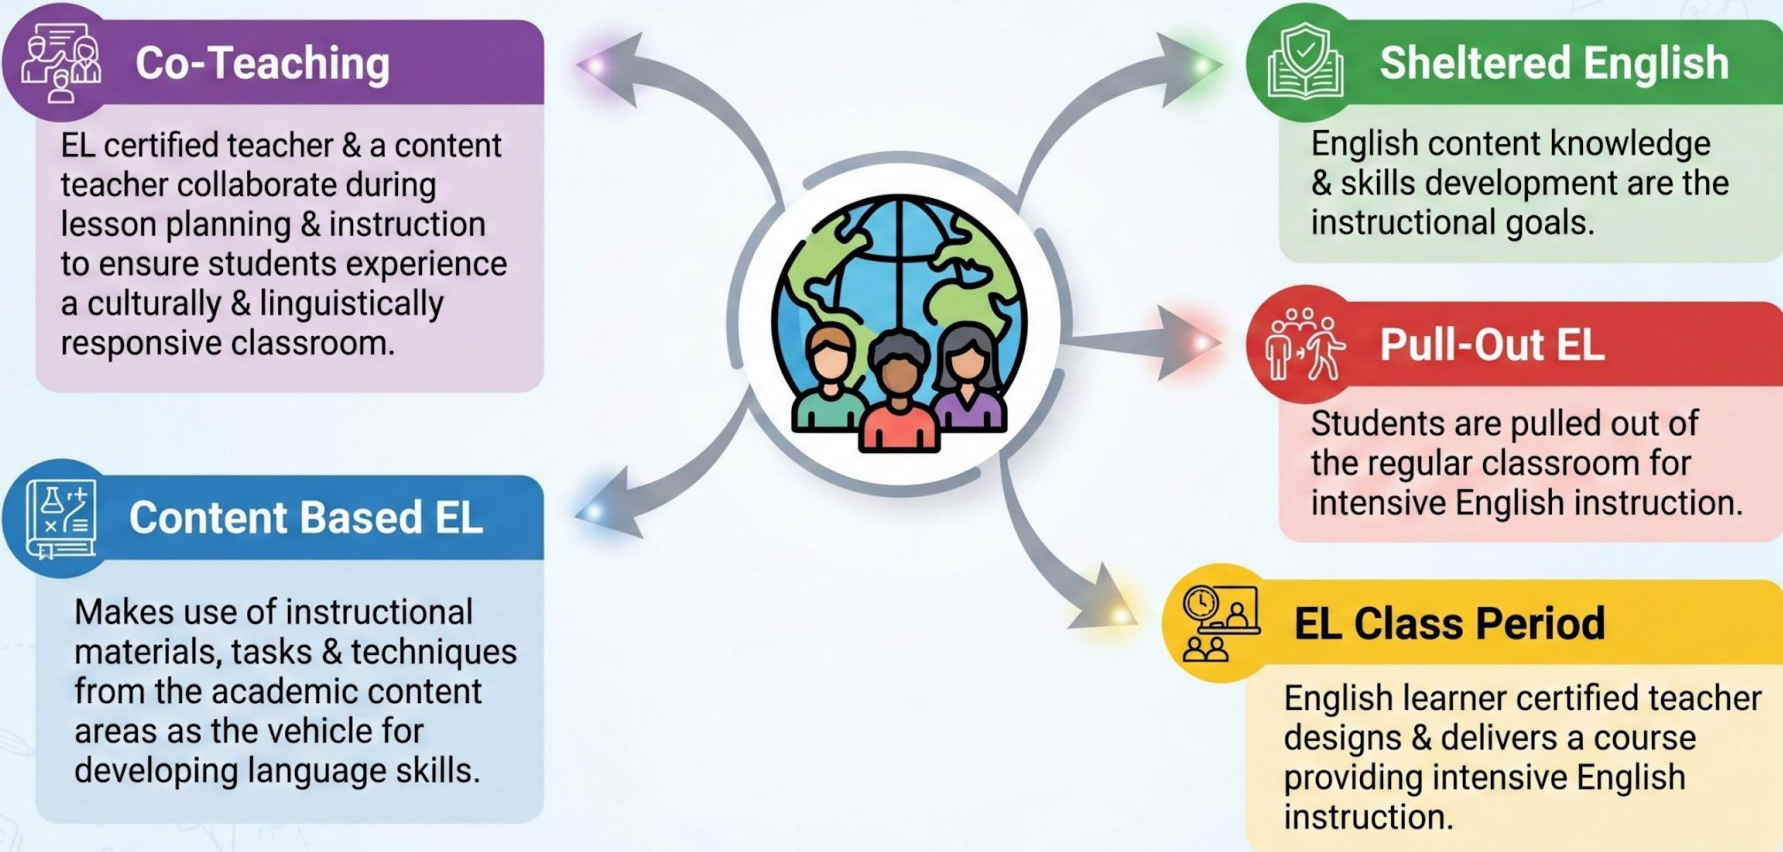 Co-Teaching
EL certified teacher & a content
teacher collaborate during
lesson planning & instruction
to ensure students experience
a culturally & linguistically
responsive classroom.
Content Based EL
Makes use of instructional
materials, tasks & techniques
from the academic content
areas as the vehicle for
developing language skills.
Sheltered English
English content knowledge
& skills development are the
instructional goals.
Pull-Out EL
Students are pulled out of
the regular classroom for
intensive English instruction.
EL Class Period
English learner certified teacher
designs & delivers a course
providing intensive English
instruction.